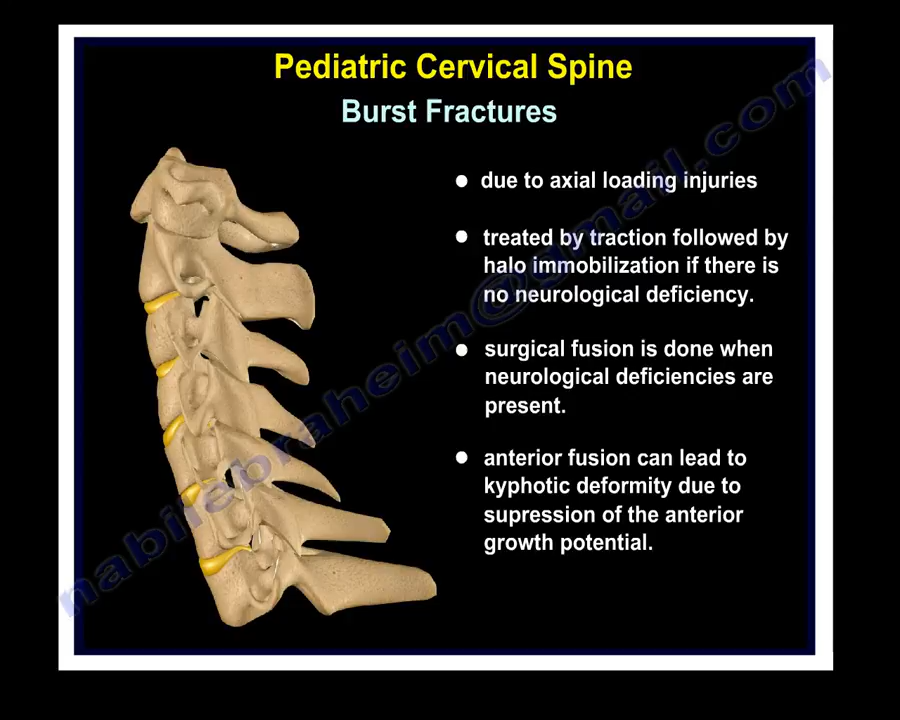 Pediatric Cervical Spine
Burst Fractures
● due to axial loading injuries
● treated by traction followed by
halo immobilization if there is
no neurological deficiency.
● surgical fusion is done when
neurological deficiencies are
present.
● anterior fusion can lead to
kyphotic deformity due to
supression of the anterior
growth potential.
nabilebraheim@gmail.com